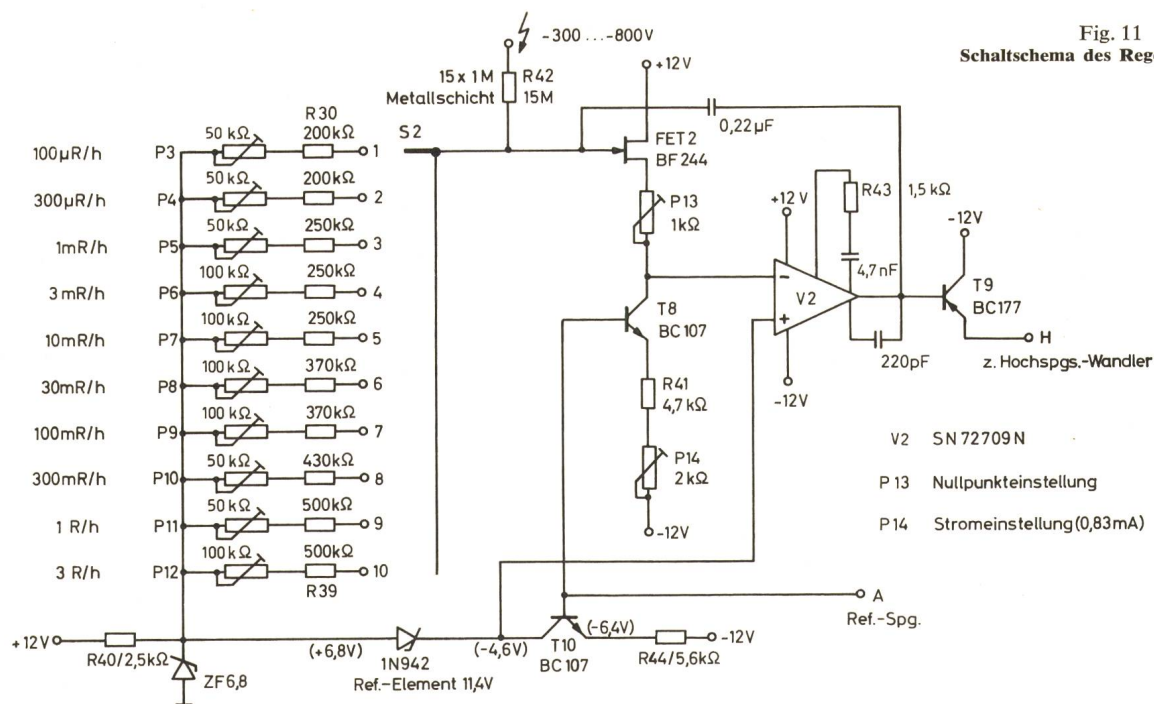 Fig. 11
Schaltschema des Reg
-300 ...-800V
15 x 1M
Metallschicht
R42
15M
+12V
0,22µF
FET2
BF 244
S2
R30
100µR/h P3 50 kΩ 200kΩ 1
300µR/h P4 50 kΩ 200kΩ 2
1mR/h P5 50 kΩ 250kΩ 3
3 mR/h P6 100 kΩ 250kΩ 4
10mR/h P7 100 kΩ 250kΩ 5
30mR/h P8 100 kΩ 370kΩ 6
100mR/h P9 100 kΩ 370kΩ 7
300mR/h P10 50 kΩ 430kΩ 8
1 R/h P11 50 kΩ 500kΩ 9
3 R/h P12 100 kΩ 500kΩ 10
R39
P13
1kΩ
T8
BC107
R41
4,7 kΩ
P14
2kΩ
-12V
+12 V
-
V2
+
-12V
R43
1,5 kΩ
4,7nF
220pF
-12V
T9
BC177
H
z. Hochspgs.-Wandler
V2 SN 72709 N
P 13 Nullpunkteinstellung
P14 Stromeinstellung(0,83mA)
A
Ref.-Spg.
+12V
R40/2,5kΩ
ZF6,8
(+6,8V)
1N942
Ref.-Element 11,4V
(-4,6V)
T10
BC107
(-6,4V)
R44/5,6kΩ
-12V